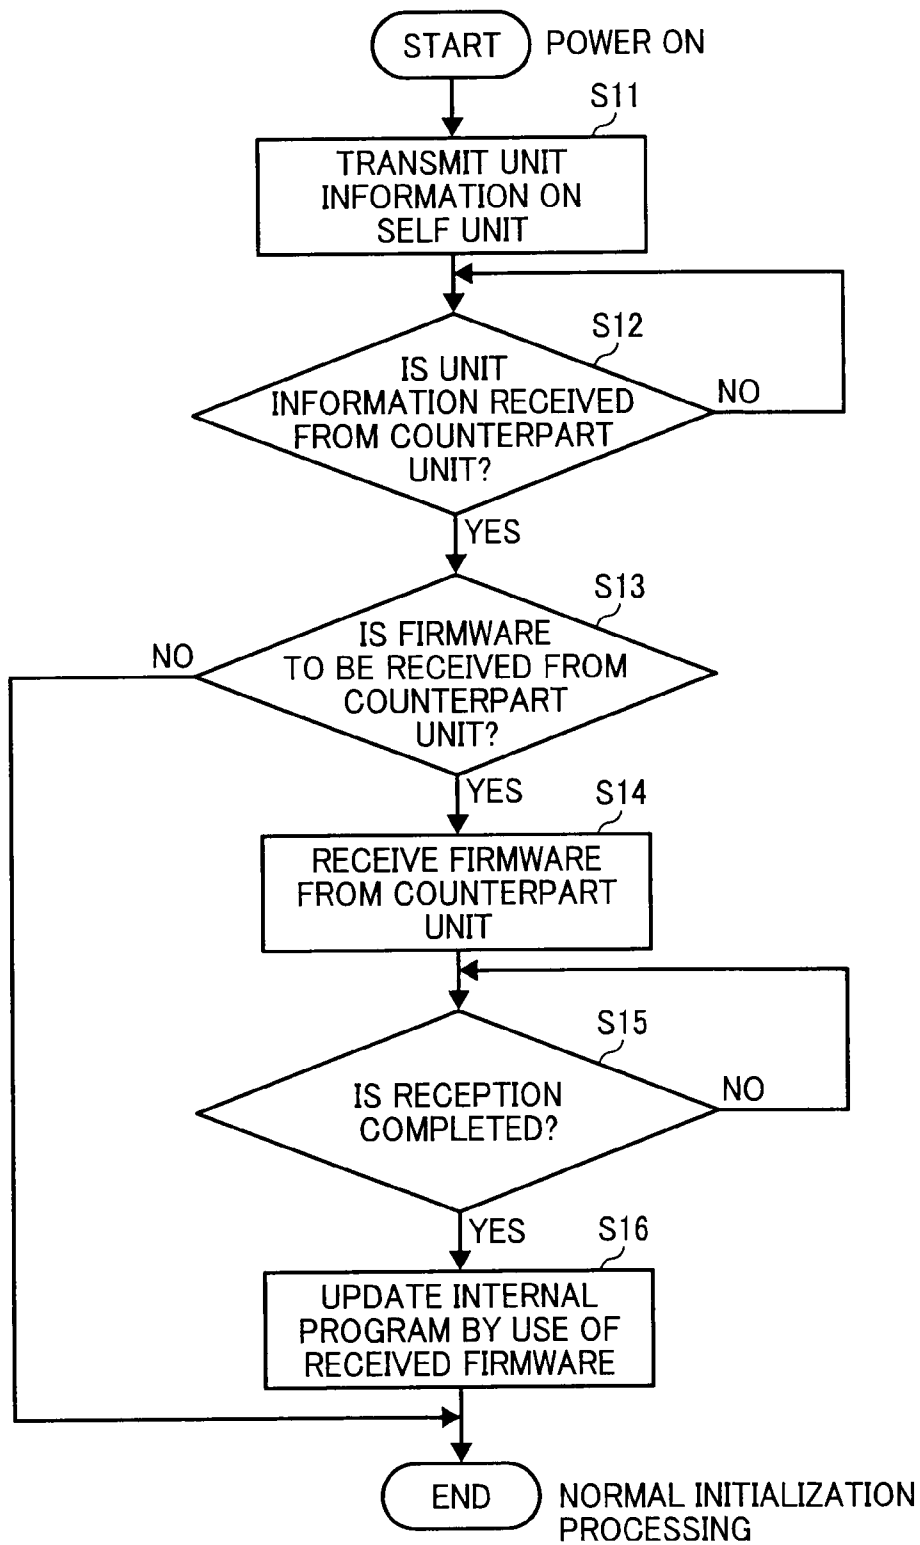 START
POWER ON
S11
TRANSMIT UNIT
INFORMATION ON
SELF UNIT
S12
IS UNIT
INFORMATION RECEIVED
FROM COUNTERPART
UNIT?
NO
YES
S13
IS FIRMWARE
TO BE RECEIVED FROM
COUNTERPART
UNIT?
NO
YES
S14
RECEIVE FIRMWARE
FROM COUNTERPART
UNIT
S15
IS RECEPTION
COMPLETED?
NO
YES
S16
UPDATE INTERNAL
PROGRAM BY USE OF
RECEIVED FIRMWARE
END
NORMAL INITIALIZATION
PROCESSING